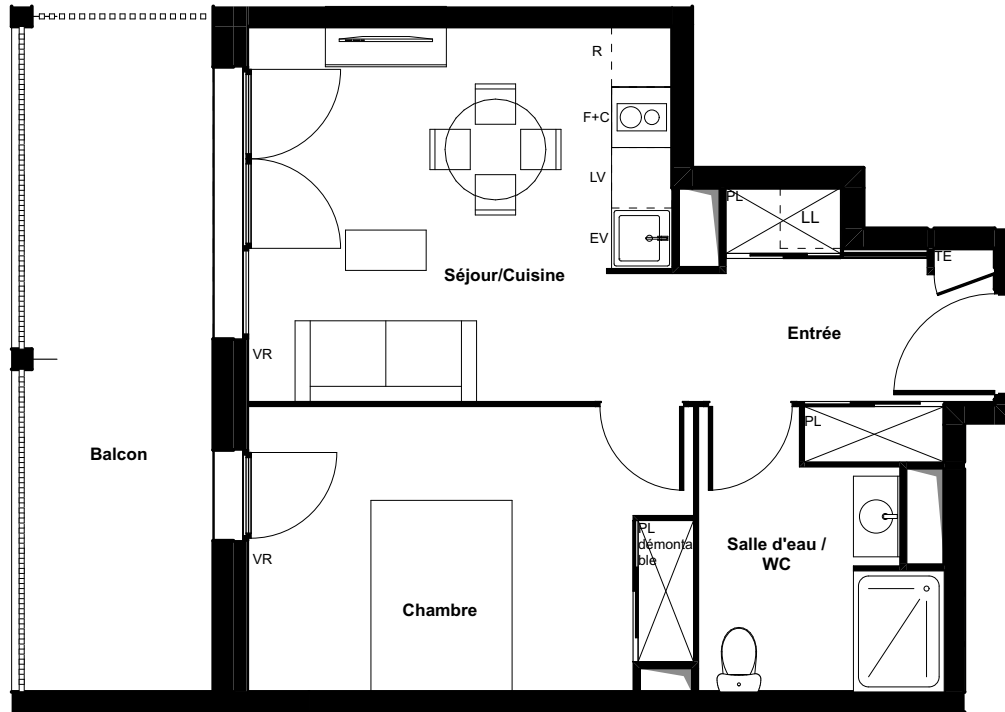 R
F+C
LV
EV
PL
LL
TE
Séjour/Cuisine
Entrée
VR
Balcon
PL
VR
PL
démonta
ble
Salle d'eau /
WC
Chambre